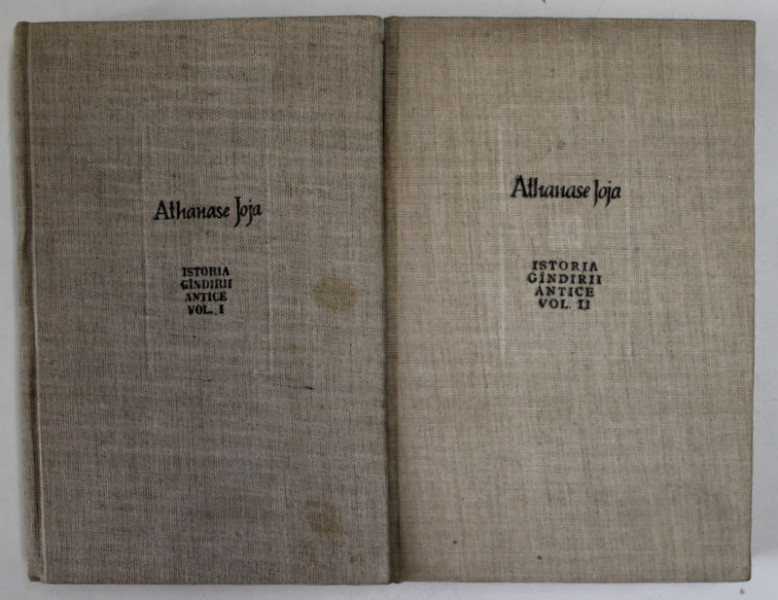 Athanase Joja
ISTORIA
GÎNDIRII
ANTICE
VOL. I
Athanase Joja
ISTORIA
GÎNDIRII
ANTICE
VOL. II